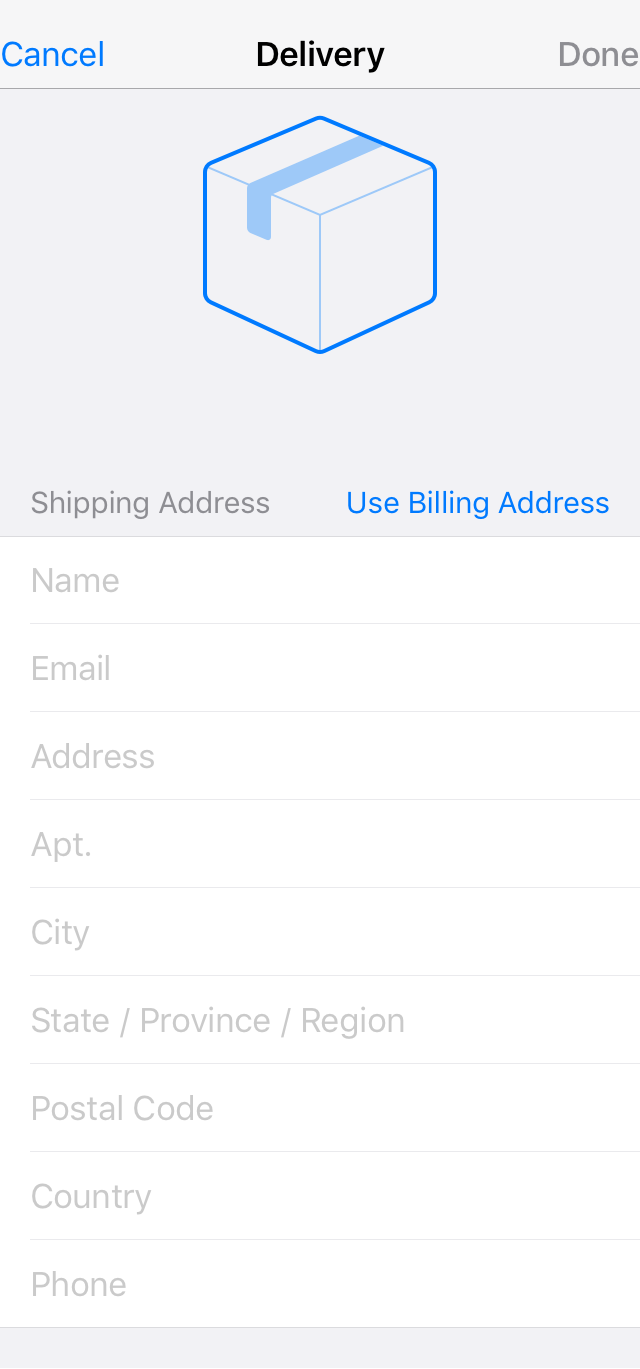 Cancel Delivery Done
Shipping Address Use Billing Address
Name
Email
Address
Apt.
City
State / Province / Region
Postal Code
Country
Phone